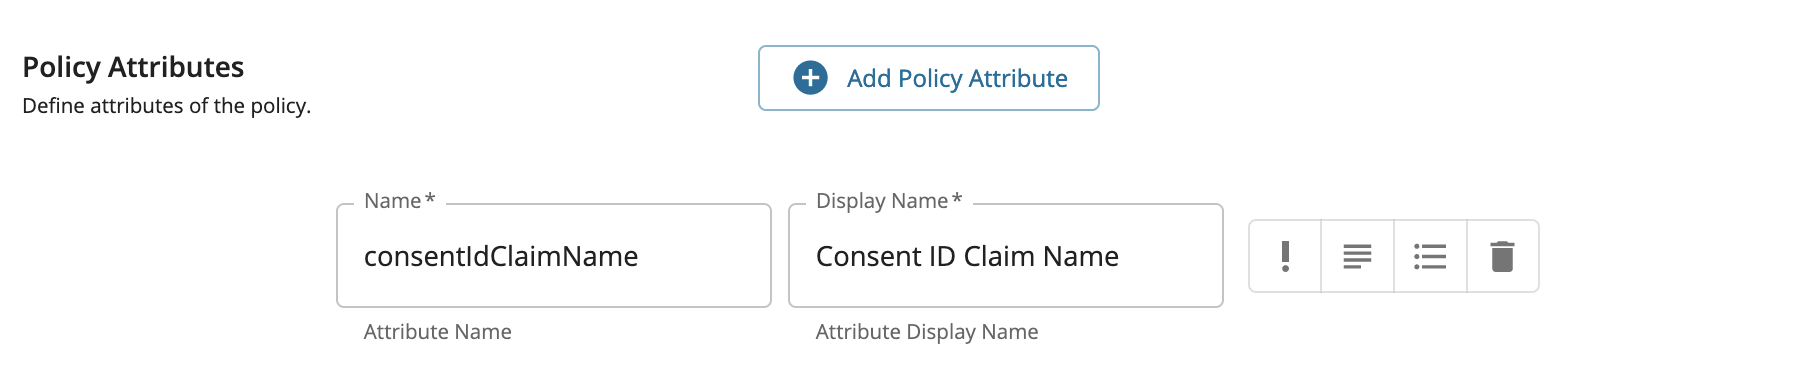 Policy Attributes
Define attributes of the policy.
Add Policy Attribute
Name*
consentIdClaimName
Attribute Name
Display Name*
Consent ID Claim Name
Attribute Display Name